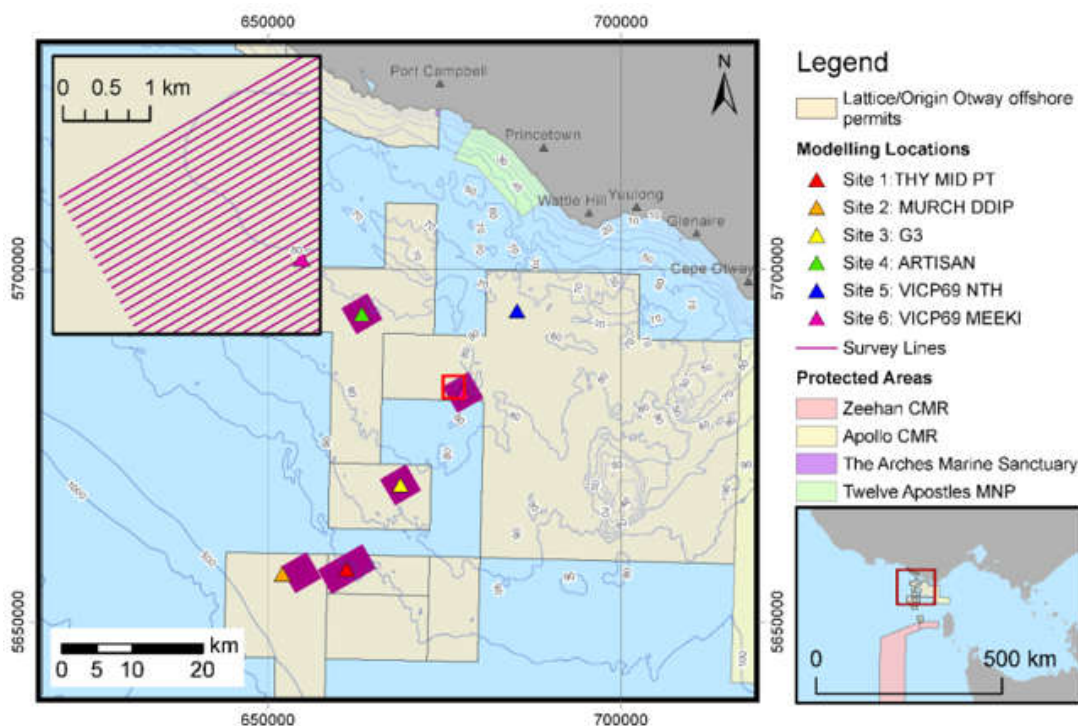 650000
700000
0 0.5 1 km
N
Port Campbell
Princetown
Wattle Hill
Yuulong
Glenaire
Cape Otway
5700000
5700000
5650000
5650000
1000
500
100
0 5 10 20
km
650000
700000
Legend
Lattice/Origin Otway offshore
permits
Modelling Locations
Site 1:THY MID PT
Site 2: MURCH DDIP
Site 3: G3
Site 4: ARTISAN
Site 5: VICP69 NTH
Site 6: VICP69 MEEKI
Survey Lines
Protected Areas
Zeehan CMR
Apollo CMR
The Arches Marine Sanctuary
Twelve Apostles MNP
0 500 km